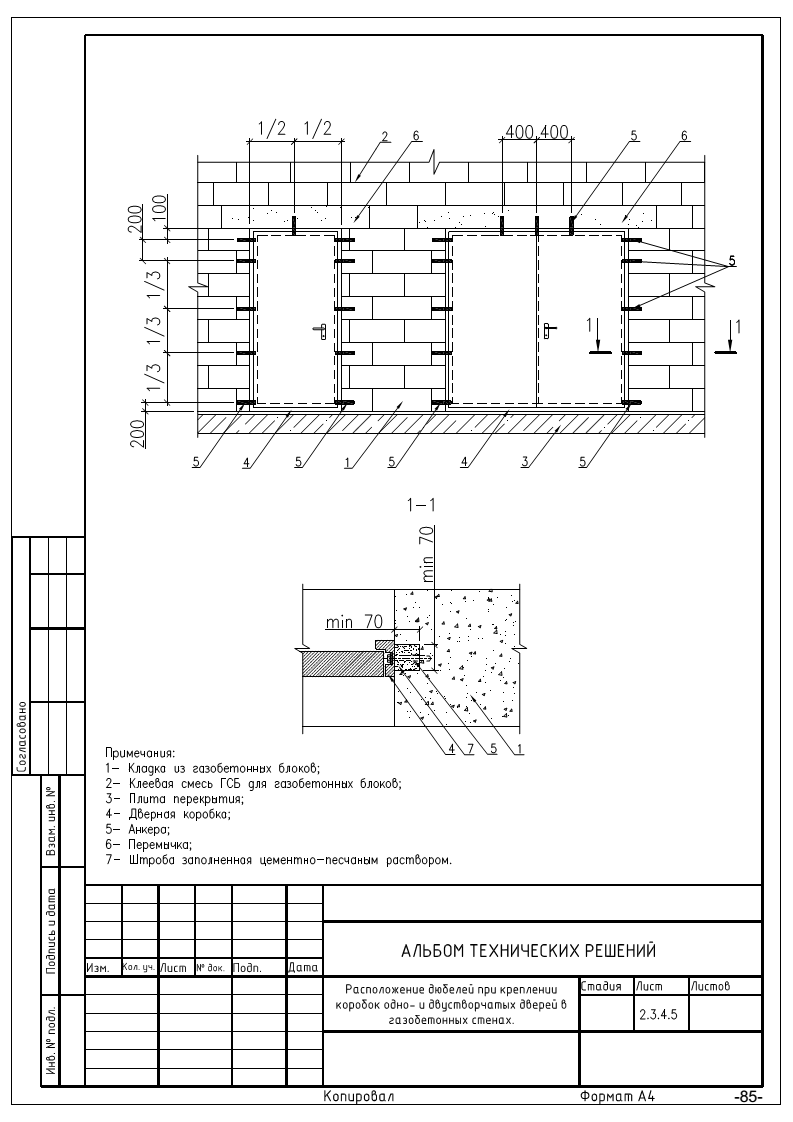 1/2 1/2
2
6
400 400
5
6
200
100
5
1/3
1/3
1/3
200
1 1
5 4 5 1 5 4 3 5
1-1
min 70
min 70
4 7 5 1
Примечания:
1- Кладка из газобетонных блоков;
2- Клеевая смесь ГСБ для газобетонных блоков;
3- Плита перекрытия;
4- Дверная коробка;
5- Анкера;
6- Перемычка;
7- Штроба заполненная цементно-песчаным раствором.
Согласовано
Взам. инв. №
Подпись и дата
Инв. № подл.
АЛЬБОМ ТЕХНИЧЕСКИХ РЕШЕНИЙ
Изм. Кол. уч. Лист № док. Подп. Дата
Расположение дюбелей при креплении
коробок одно- и двустворчатых дверей в
газобетонных стенах.
Стадия Лист Листов
2.3.4.5
Копировал Формат А4 -85-